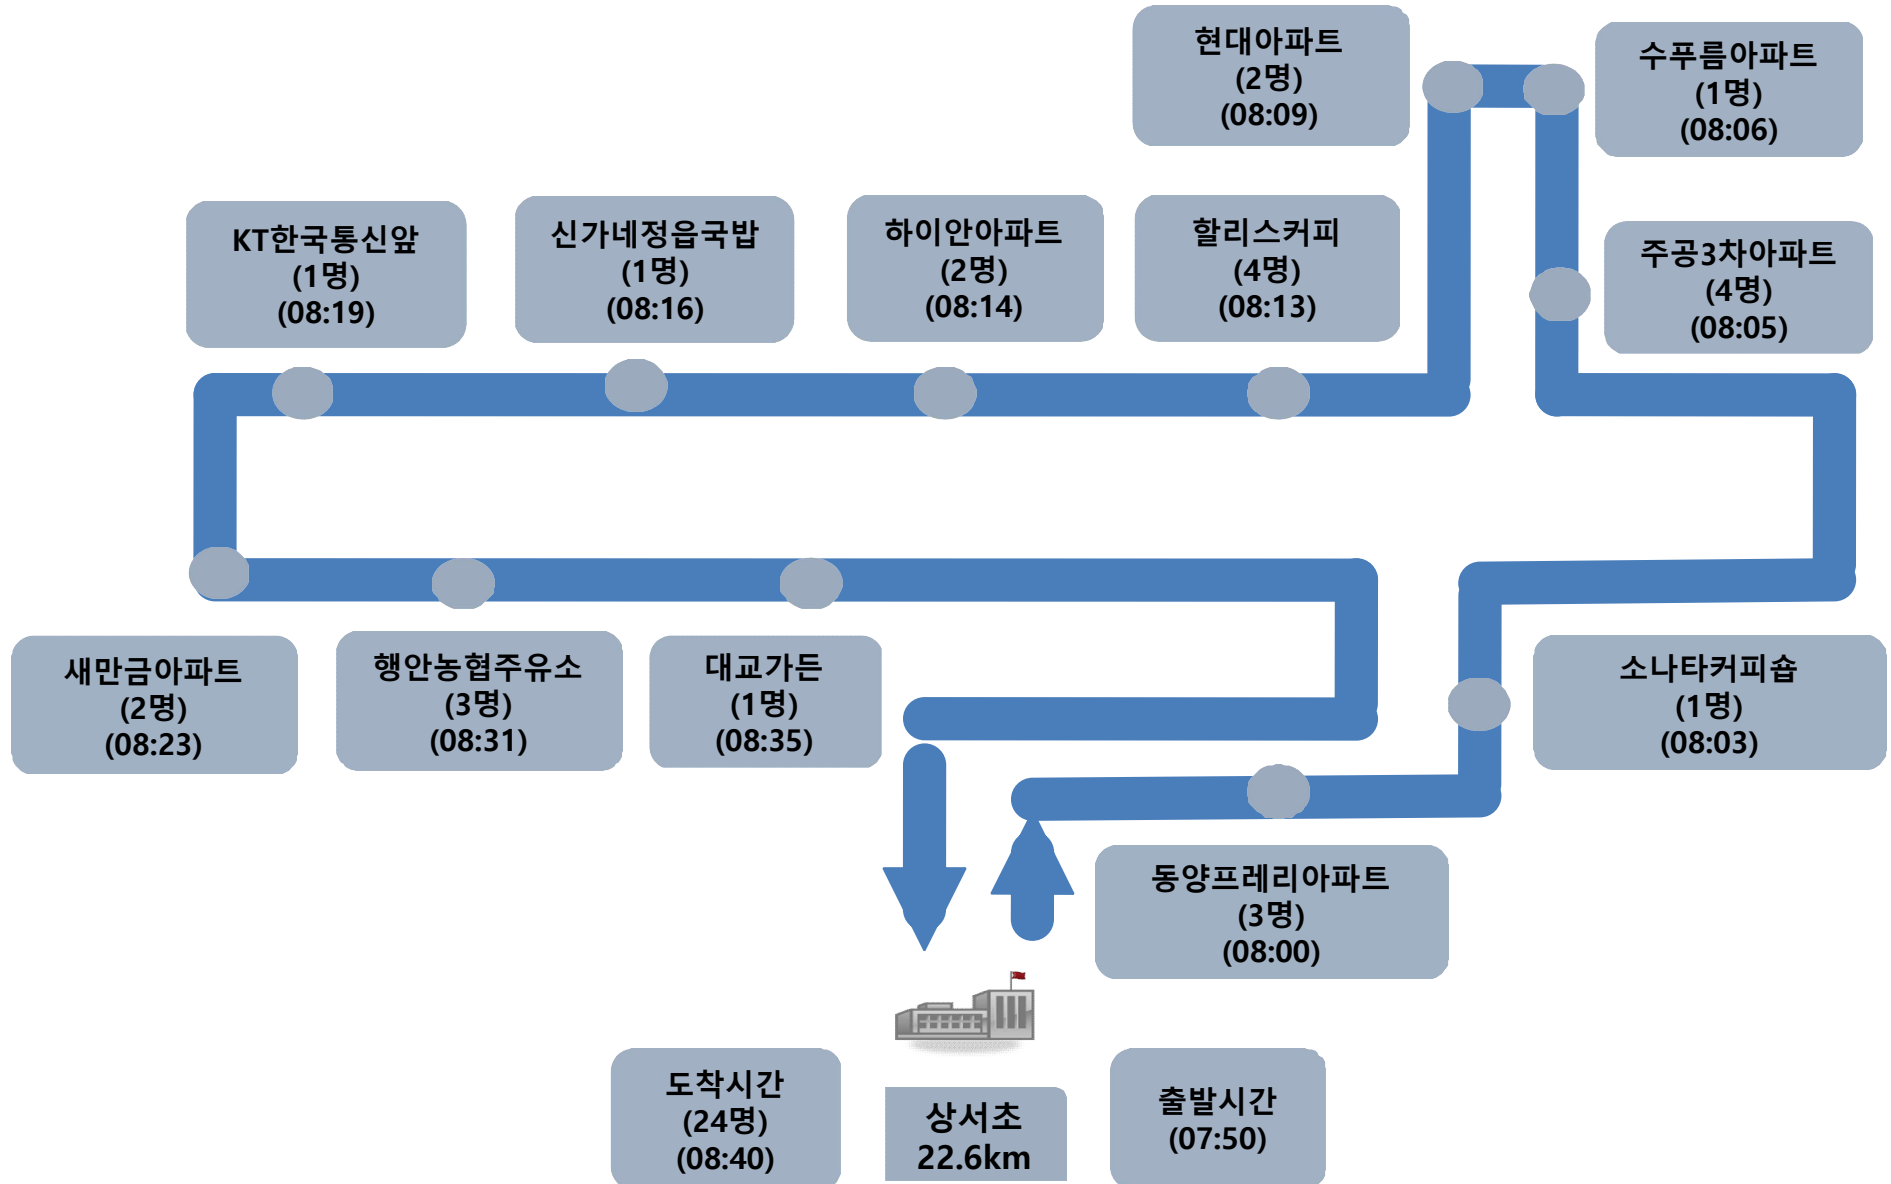 현대아파트
(2명)
(08:09)
수푸름아파트
(1명)
(08:06)
KT한국통신앞
(1명)
(08:19)
신가네정읍국밥
(1명)
(08:16)
하이안아파트
(2명)
(08:14)
할리스커피
(4명)
(08:13)
주공3차아파트
(4명)
(08:05)
새만금아파트
(2명)
(08:23)
행안농협주유소
(3명)
(08:31)
대교가든
(1명)
(08:35)
소나타커피숍
(1명)
(08:03)
동양프레리아파트
(3명)
(08:00)
도착시간
(24명)
(08:40)
상서초
22.6km
출발시간
(07:50)